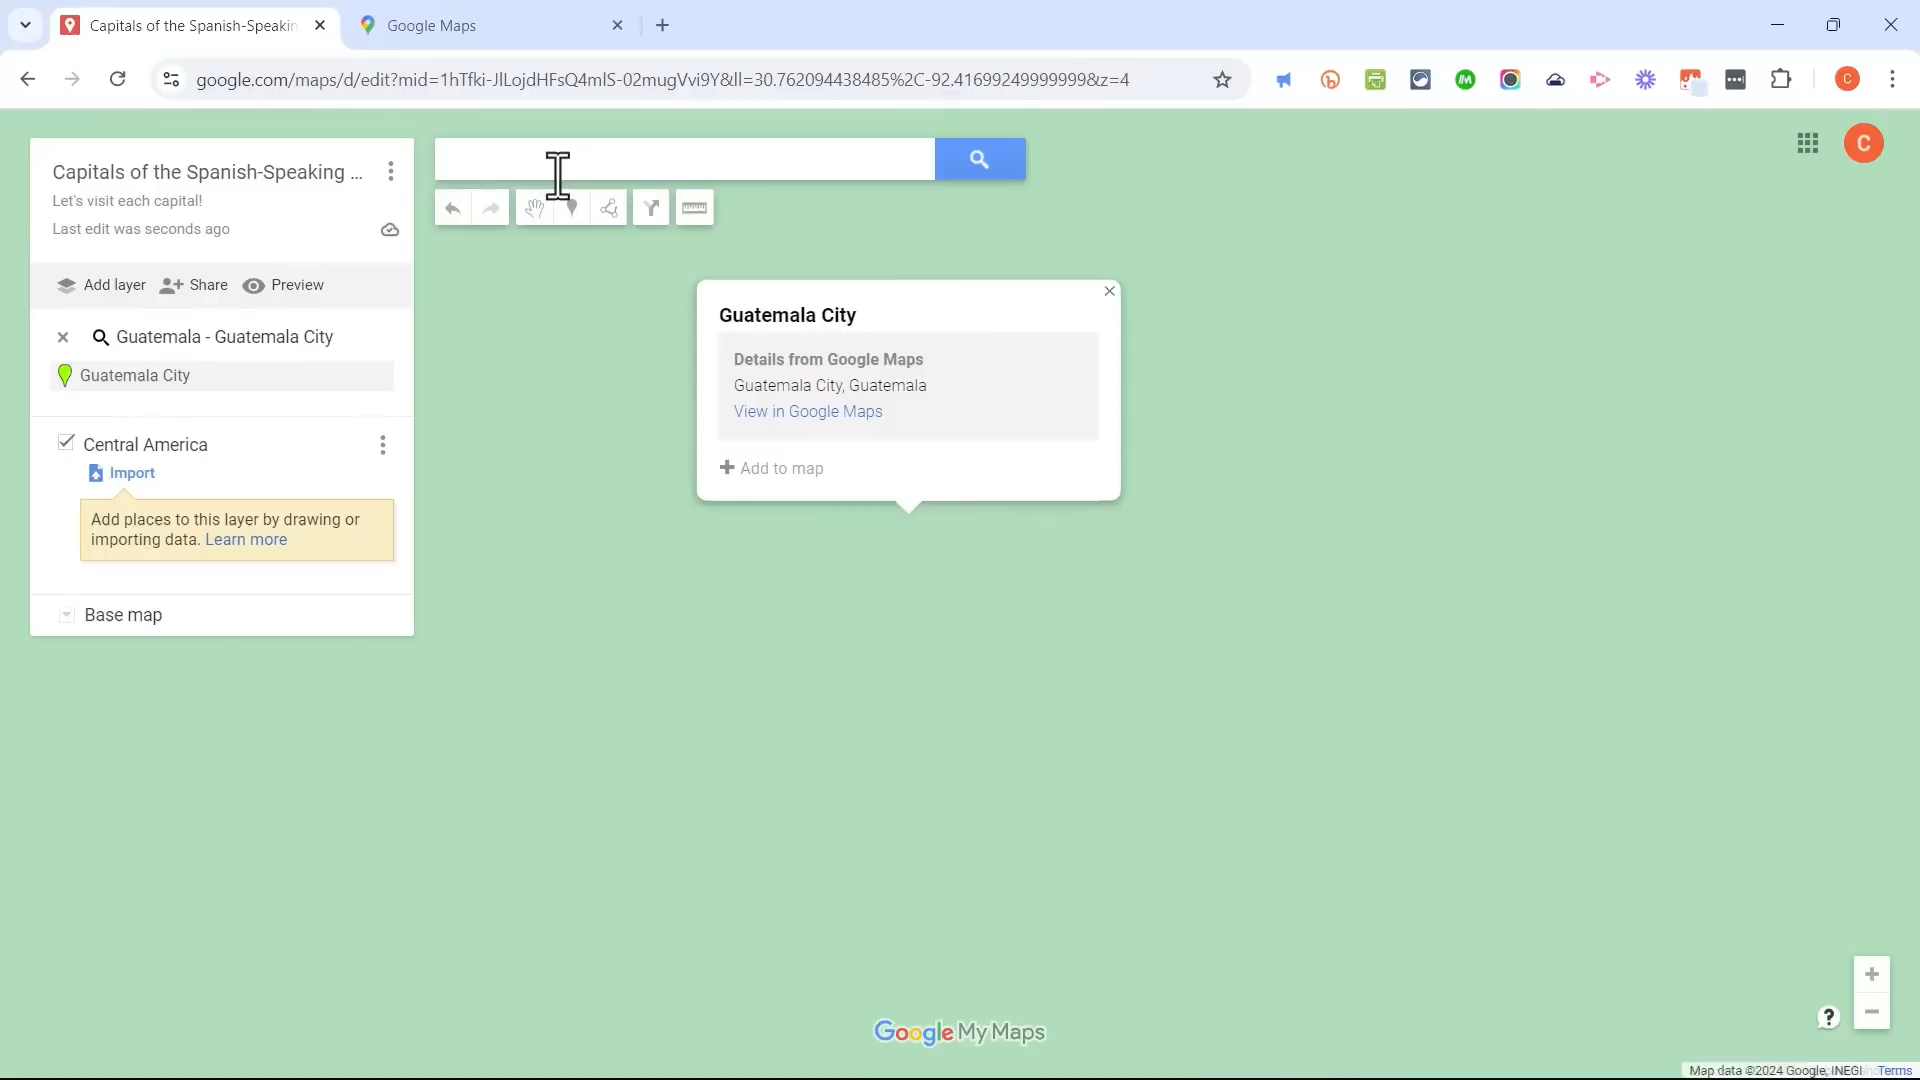 Capitals of the Spanish-Speakin
Google Maps
google.com/maps/d/edit?mid=1hTfki-JlLojdHFsQ4mlS-02mugVvi9Y&ll=30.762094438485%2C-92.41699249999999&z=4
C
Capitals of the Spanish-Speaking ...
Let's visit each capital!
Last edit was seconds ago
C
Add layer
Share
Preview
Guatemala - Guatemala City
Guatemala City
Central America
Import
Add places to this layer by drawing or
importing data. Learn more
Base map
Guatemala City
Details from Google Maps
Guatemala City, Guatemala
View in Google Maps
Add to map
Google My Maps
Map data ©2024 Google, INEGI
Terms